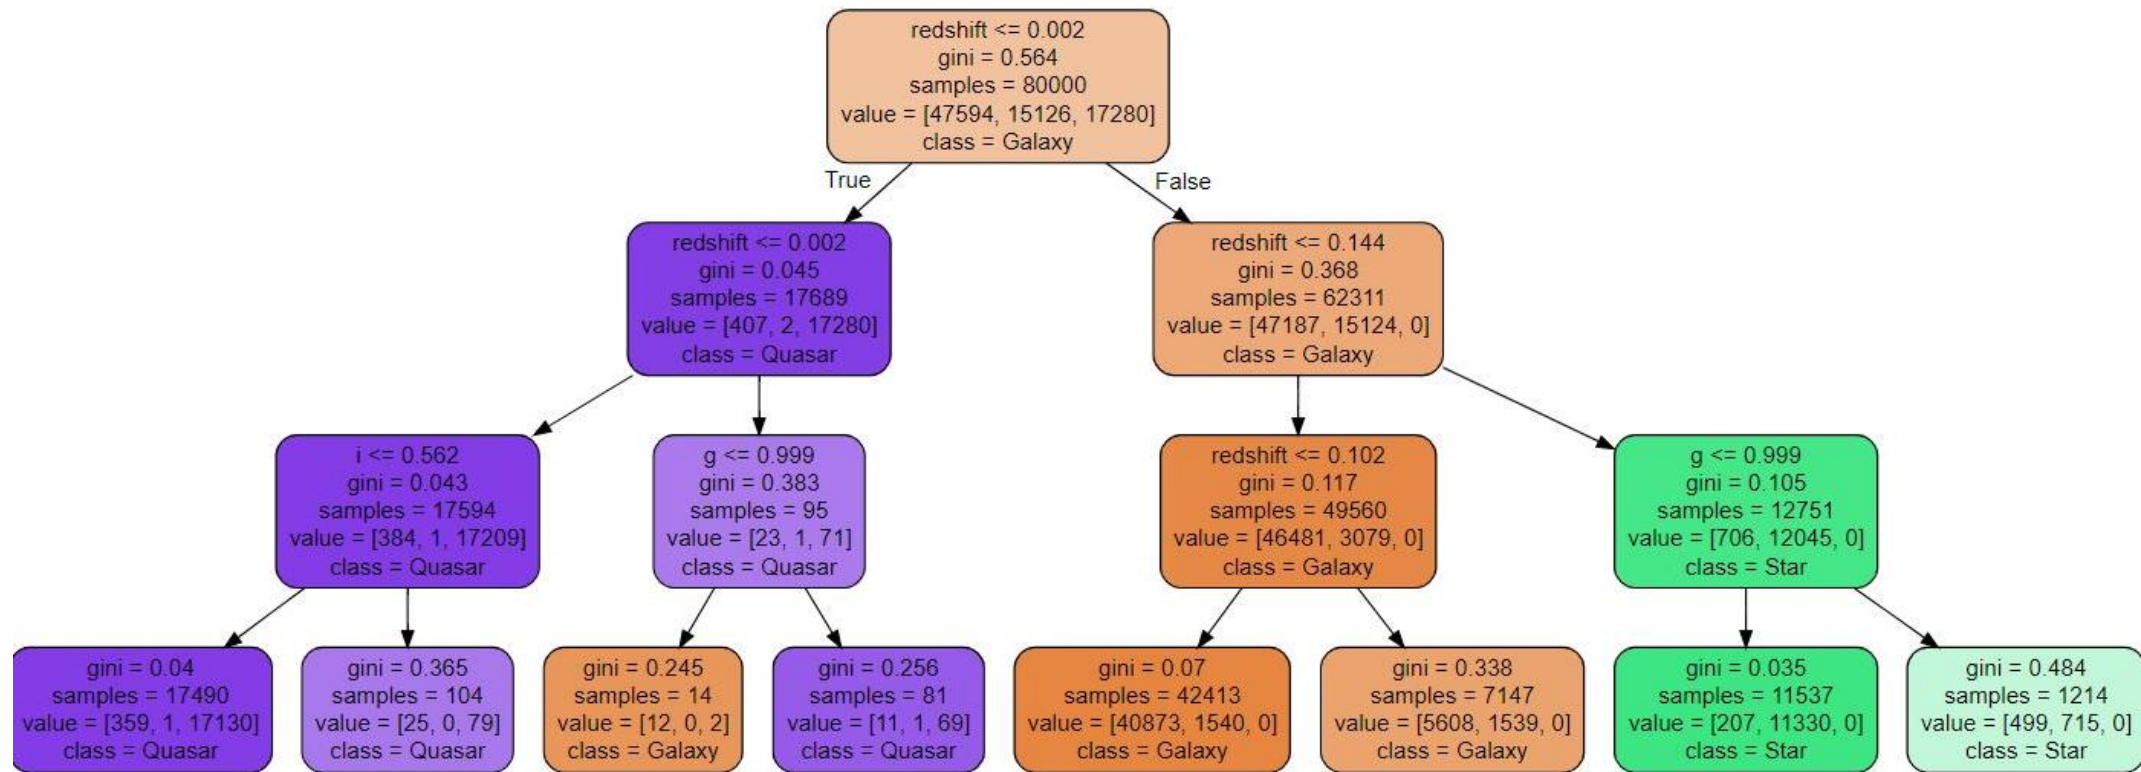 redshift <= 0.002
gini = 0.564
samples = 80000
value = [47594, 15126, 17280]
class = Galaxy
True
False
redshift <= 0.002
gini = 0.045
samples = 17689
value = [407, 2, 17280]
class = Quasar
redshift <= 0.144
gini = 0.368
samples = 62311
value = [47187, 15124, 0]
class = Galaxy
i <= 0.562
gini = 0.043
samples = 17594
value = [384, 1, 17209]
class = Quasar
g <= 0.999
gini = 0.383
samples = 95
value = [23, 1, 71]
class = Quasar
redshift <= 0.102
gini = 0.117
samples = 49560
value = [46481, 3079, 0]
class = Galaxy
g <= 0.999
gini = 0.105
samples = 12751
value = [706, 12045, 0]
class = Star
gini = 0.04
samples = 17490
value = [359, 1, 17130]
class = Quasar
gini = 0.365
samples = 104
value = [25, 0, 79]
class = Quasar
gini = 0.245
samples = 14
value = [12, 0, 2]
class = Galaxy
gini = 0.256
samples = 81
value = [11, 1, 69]
class = Quasar
gini = 0.07
samples = 42413
value = [40873, 1540, 0]
class = Galaxy
gini = 0.338
samples = 7147
value = [5608, 1539, 0]
class = Galaxy
gini = 0.035
samples = 11537
value = [207, 11330, 0]
class = Star
gini = 0.484
samples = 1214
value = [499, 715, 0]
class = Star